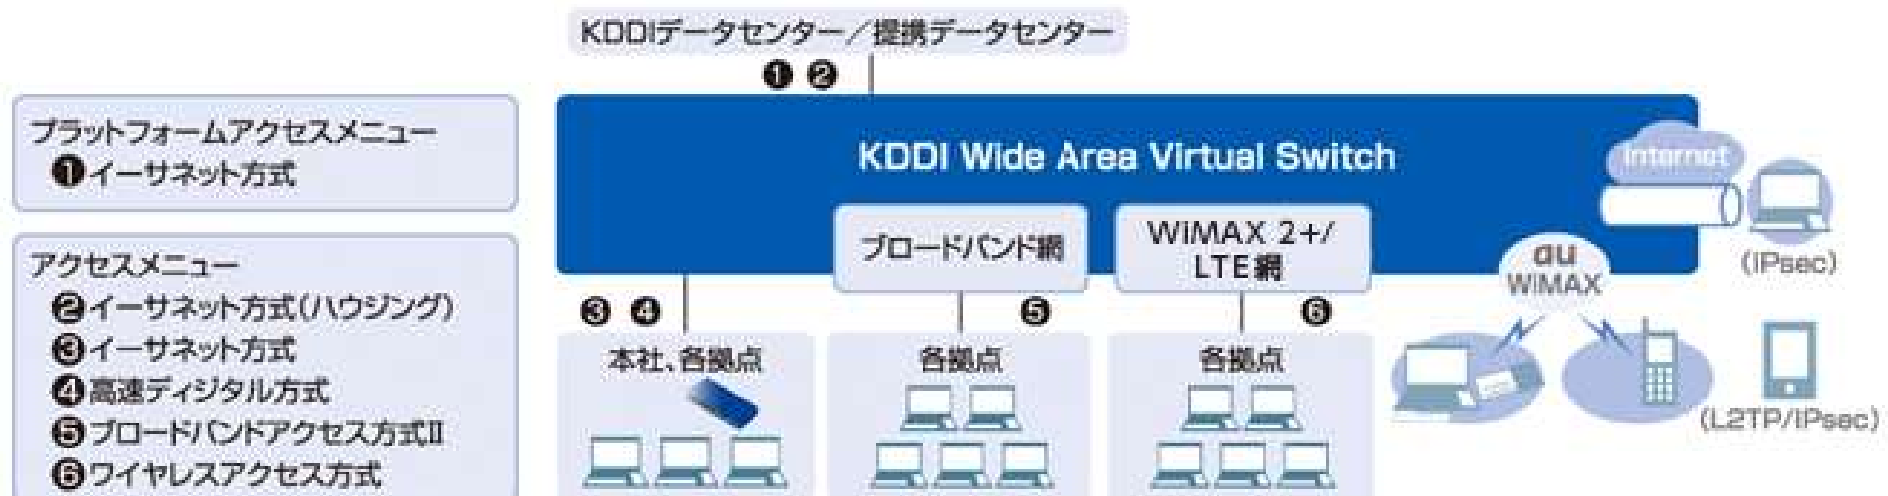 KDDIデータセンター／提携データセンター
❶ ❷
プラットフォームアクセスメニュー
❶イーサネット方式
アクセスメニュー
❷イーサネット方式(ハウジング)
❸イーサネット方式
❹高速ディジタル方式
❺ブロードバンドアクセス方式II
❻ワイヤレスアクセス方式
KDDI Wide Area Virtual Switch
Internet
(IPsec)
ブロードバンド網
WiMAX 2+/
LTE網
au
WiMAX
❸ ❹
❺
❻
本社、各拠点
各拠点
各拠点
(L2TP/IPsec)